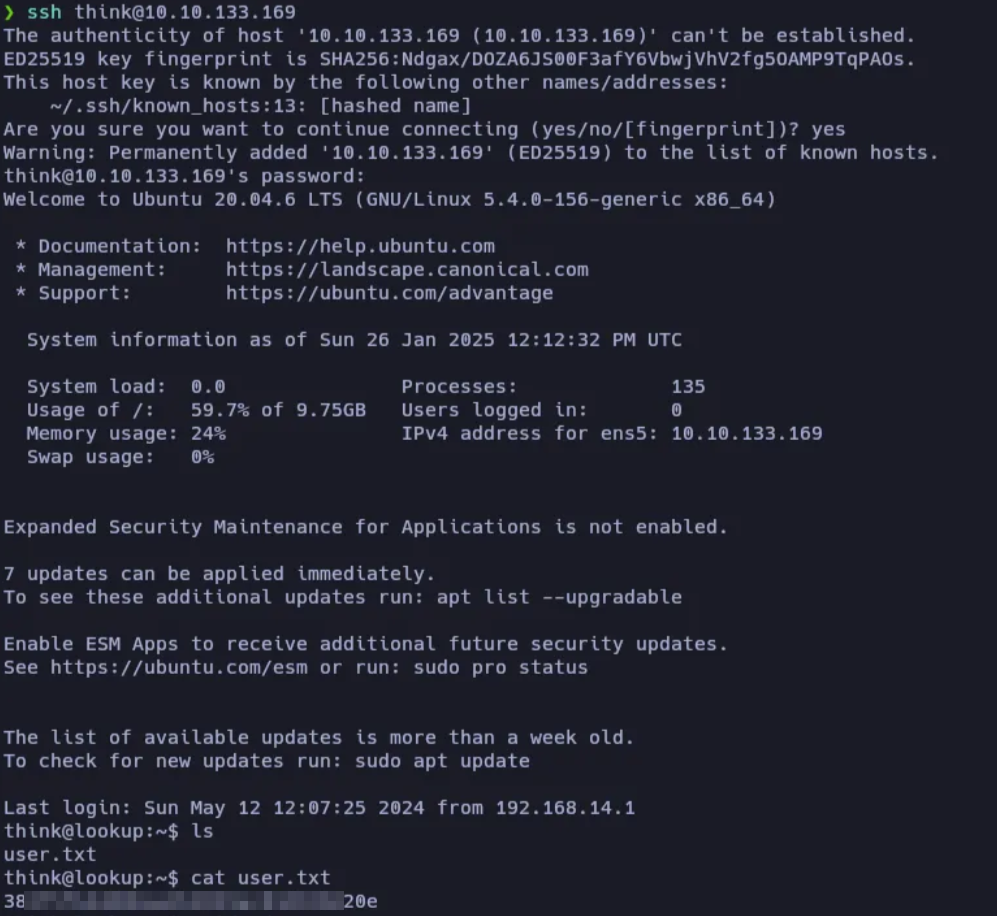 ❯ ssh think@10.10.133.169
The authenticity of host '10.10.133.169 (10.10.133.169)' can't be established.
ED25519 key fingerprint is SHA256:Ndgax/DOZA6JS00F3afY6VbwjVhV2fg5OAMP9TqPAOs.
This host key is known by the following other names/addresses:
    ~/.ssh/known_hosts:13: [hashed name]
Are you sure you want to continue connecting (yes/no/[fingerprint])? yes
Warning: Permanently added '10.10.133.169' (ED25519) to the list of known hosts.
think@10.10.133.169's password:
Welcome to Ubuntu 20.04.6 LTS (GNU/Linux 5.4.0-156-generic x86_64)
 * Documentation:  https://help.ubuntu.com
 * Management:     https://landscape.canonical.com
 * Support:        https://ubuntu.com/advantage
  System information as of Sun 26 Jan 2025 12:12:32 PM UTC
  System load:  0.0               Processes:             135
  Usage of /:   59.7% of 9.75GB   Users logged in:       0
  Memory usage: 24%               IPv4 address for ens5: 10.10.133.169
  Swap usage:   0%
Expanded Security Maintenance for Applications is not enabled.
7 updates can be applied immediately.
To see these additional updates run: apt list --upgradable
Enable ESM Apps to receive additional future security updates.
See https://ubuntu.com/esm or run: sudo pro status
The list of available updates is more than a week old.
To check for new updates run: sudo apt update
Last login: Sun May 12 12:07:25 2024 from 192.168.14.1
think@lookup:~$ ls
user.txt
think@lookup:~$ cat user.txt
38 20e